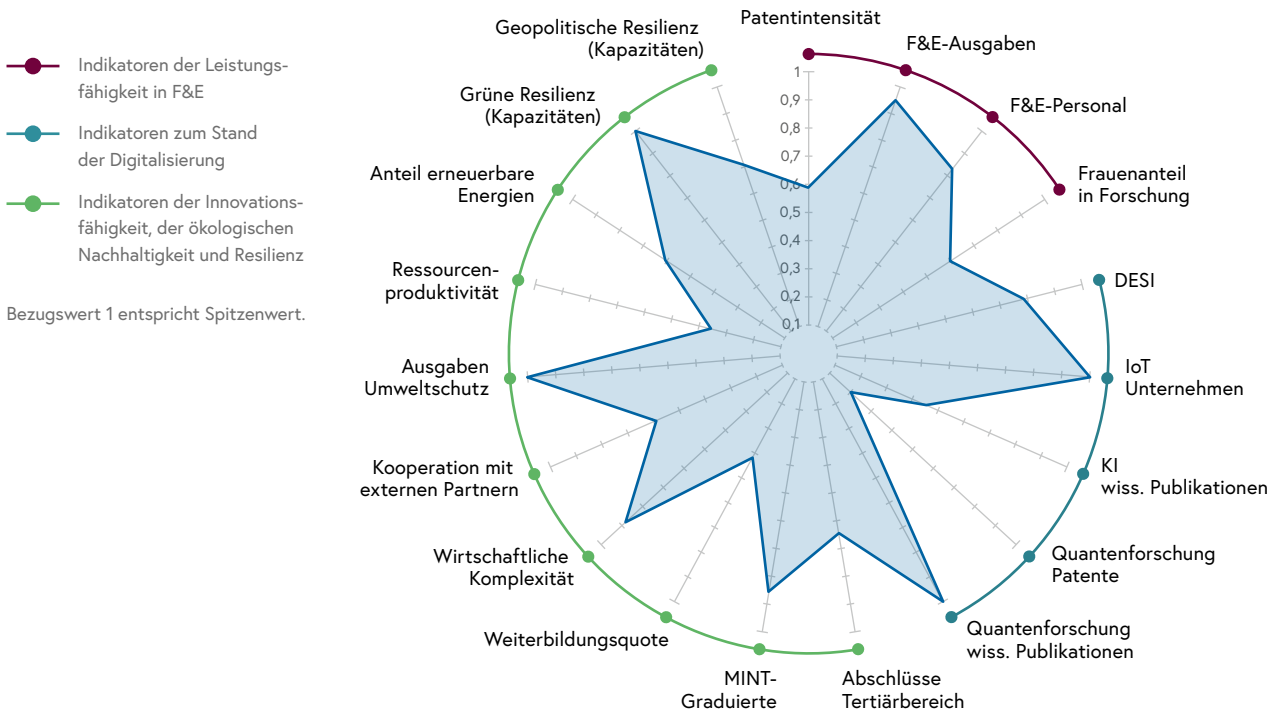 Indikatoren der Leistungs-
fähigkeit in F&E
Indikatoren zum Stand
der Digitalisierung
Indikatoren der Innovations-
fähigkeit, der ökologischen
Nachhaltigkeit und Resilienz
Bezugswert 1 entspricht Spitzenwert.
Patentintensität
F&E-Ausgaben
F&E-Personal
Frauenanteil
in Forschung
DESI
IoT
Unternehmen
KI
wiss. Publikationen
Quantenforschung
Patente
Quantenforschung
wiss. Publikationen
Abschlüsse
Tertiärbereich
MINT-
Graduierte
Weiterbildungsquote
Wirtschaftliche
Komplexität
Kooperation mit
externen Partnern
Ausgaben
Umweltschutz
Ressourcen-
produktivität
Anteil erneuerbare
Energien
Grüne Resilienz
(Kapazitäten)
Geopolitische Resilienz
(Kapazitäten)
1
0,9
0,8
0,7
0,6
0,5
0,4
0,3
0,2
0,1